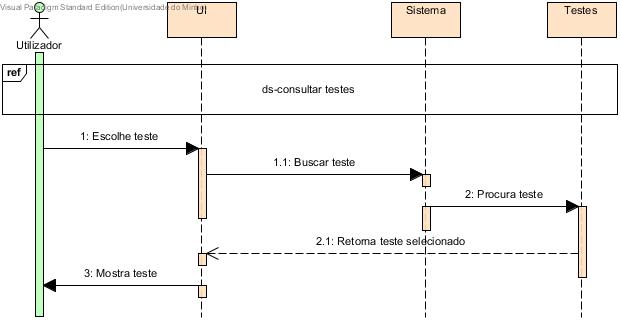 Visual Paradigm Standard Edition(Universidade do Minho)
UI
Sistema
Testes
Utilizador
ref
ds-consultar testes
1: Escolhe teste
1.1: Buscar teste
2: Procura teste
2.1: Retorna teste selecionado
3: Mostra teste